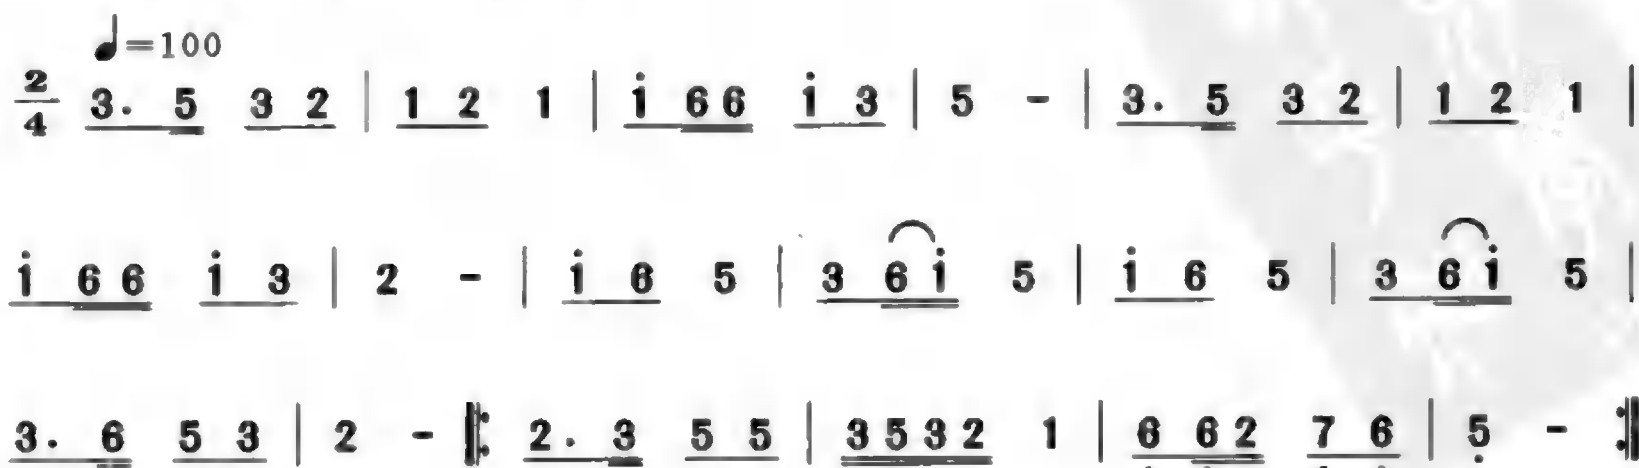 ♩=100
2/4 3. 5 3 2 | 1 2 1 | i 6 6 i 3 | 5 - | 3. 5 3 2 | 1 2 1 |
i 6 6 i 3 | 2 - | i 6 5 | 3 6 i 5 | i 6 5 | 3 6 i 5 |
3. 6 5 3 | 2 - ‖: 2. 3 5 5 | 3 5 3 2 1 | 6̣ 6̣ 2 7̣ 6̣ | 5̣ - :‖